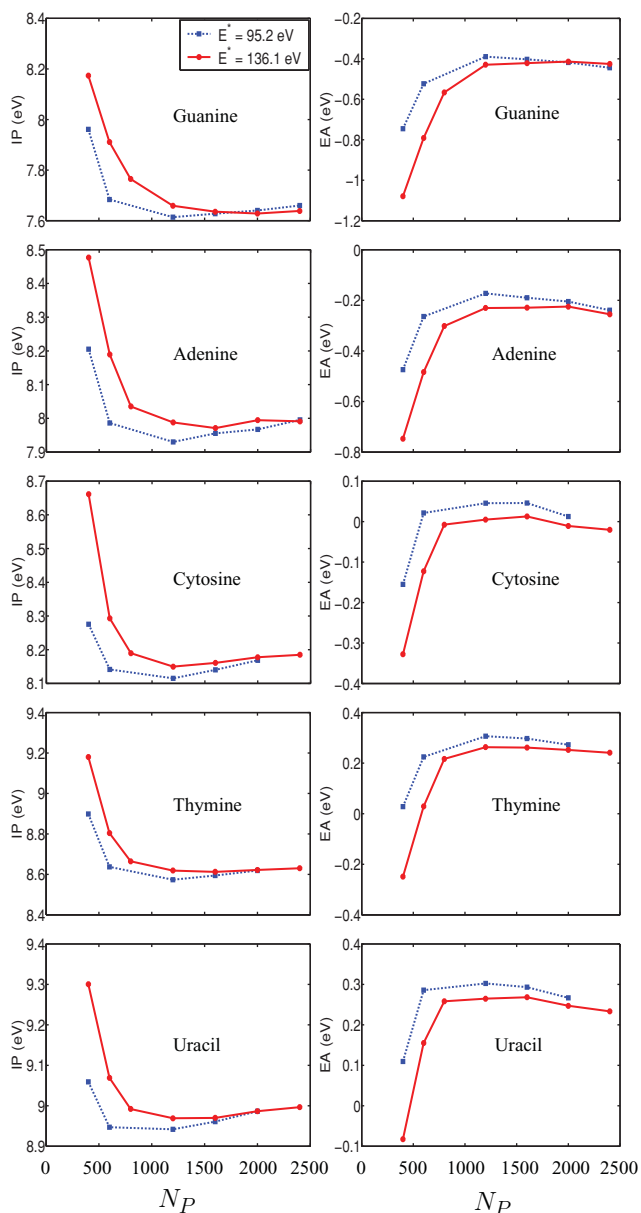 8.4
8.2
8
7.8
7.6
IP (eV)
E* = 95.2 eV
E* = 136.1 eV
Guanine
−0.2
−0.4
−0.6
−0.8
−1
−1.2
EA (eV)
Guanine
8.5
8.4
8.3
8.2
8.1
8
7.9
IP (eV)
Adenine
0
−0.2
−0.4
−0.6
−0.8
EA (eV)
Adenine
8.7
8.6
8.5
8.4
8.3
8.2
8.1
IP (eV)
Cytosine
0.1
0
−0.1
−0.2
−0.3
−0.4
EA (eV)
Cytosine
9.4
9.2
9
8.8
8.6
8.4
IP (eV)
Thymine
0.4
0.2
0
−0.2
−0.4
EA (eV)
Thymine
9.4
9.3
9.2
9.1
9
8.9
IP (eV)
Uracil
0 500 1000 1500 2000 2500
N_P
0.4
0.3
0.2
0.1
0
−0.1
EA (eV)
Uracil
0 500 1000 1500 2000 2500
N_P